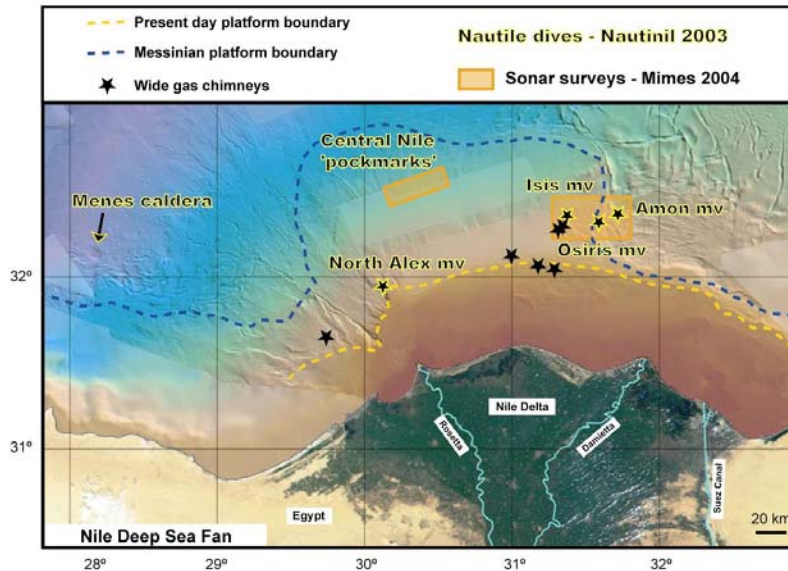 Present day platform boundary
Messinian platform boundary
Wide gas chimneys
Nautile dives - Nautinil 2003
Sonar surveys - Mimes 2004
Central Nile
'pockmarks'
Menes caldera
Isis mv
Amon mv
Osiris mv
North Alex mv
32º
31º
Nile Delta
Rosetta
Damietta
Suez Canal
Egypt
20 km
Nile Deep Sea Fan
28º
29º
30º
31º
32º